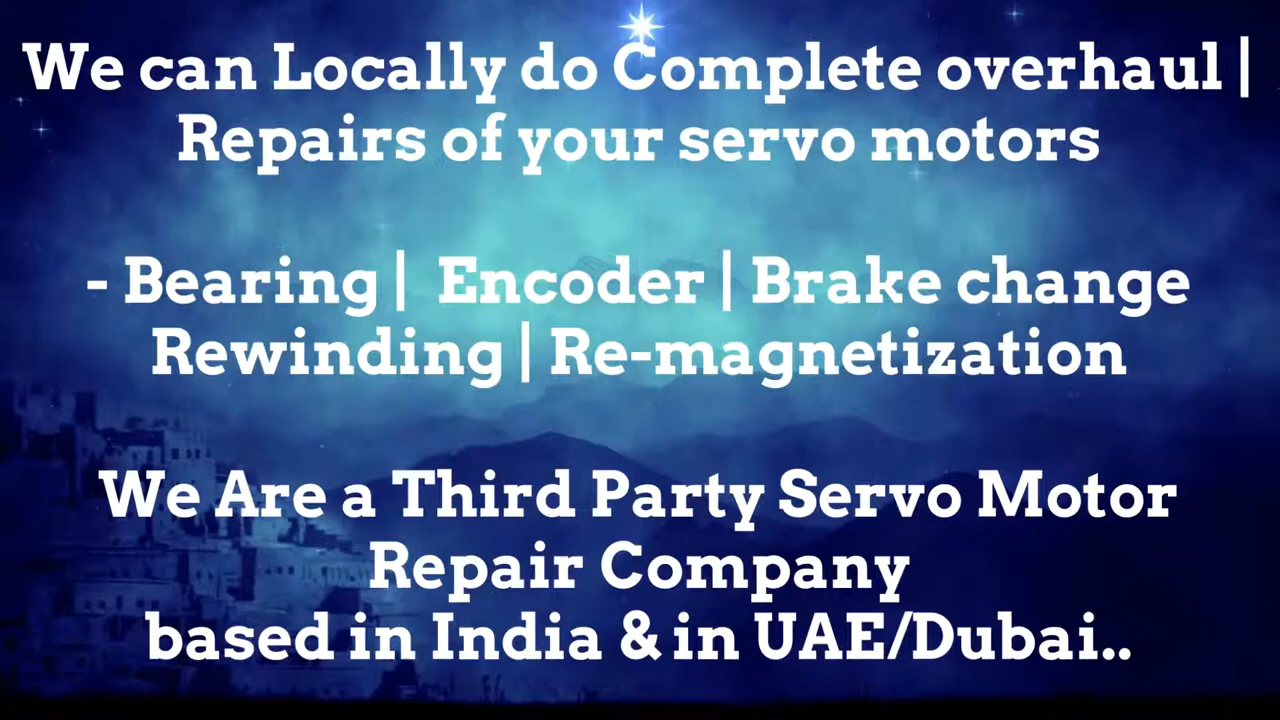 We can Locally do Complete overhaul |
Repairs of your servo motors
- Bearing | Encoder | Brake change
Rewinding | Re-magnetization
We Are a Third Party Servo Motor
Repair Company
based in India & in UAE/Dubai..